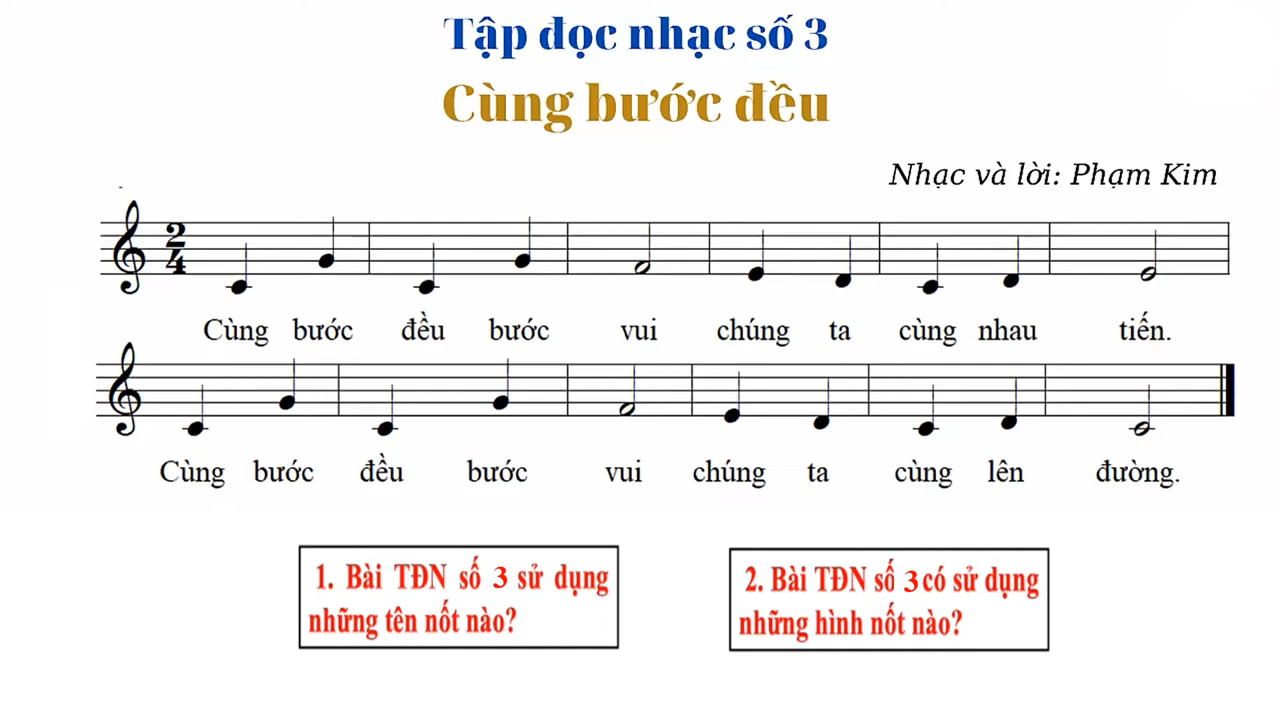 Tập đọc nhạc số 3
Cùng bước đều
Nhạc và lời: Phạm Kim
2
4
Cùng bước đều bước vui chúng ta cùng nhau tiến.
Cùng bước đều bước vui chúng ta cùng lên đường.
1. Bài TĐN số 3 sử dụng
những tên nốt nào?
2. Bài TĐN số 3 có sử dụng
những hình nốt nào?